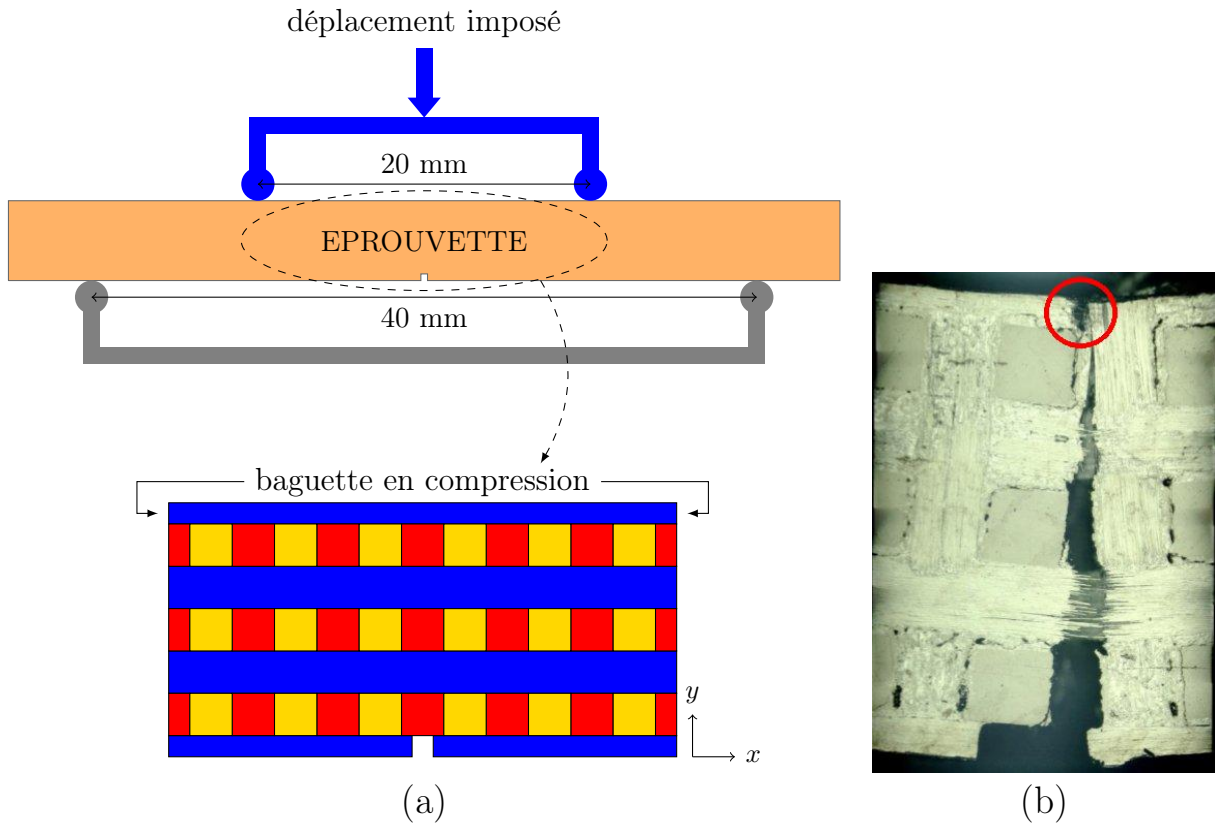 déplacement imposé
20 mm
EPROUVETTE
40 mm
baguette en compression
y
x
(a)
(b)